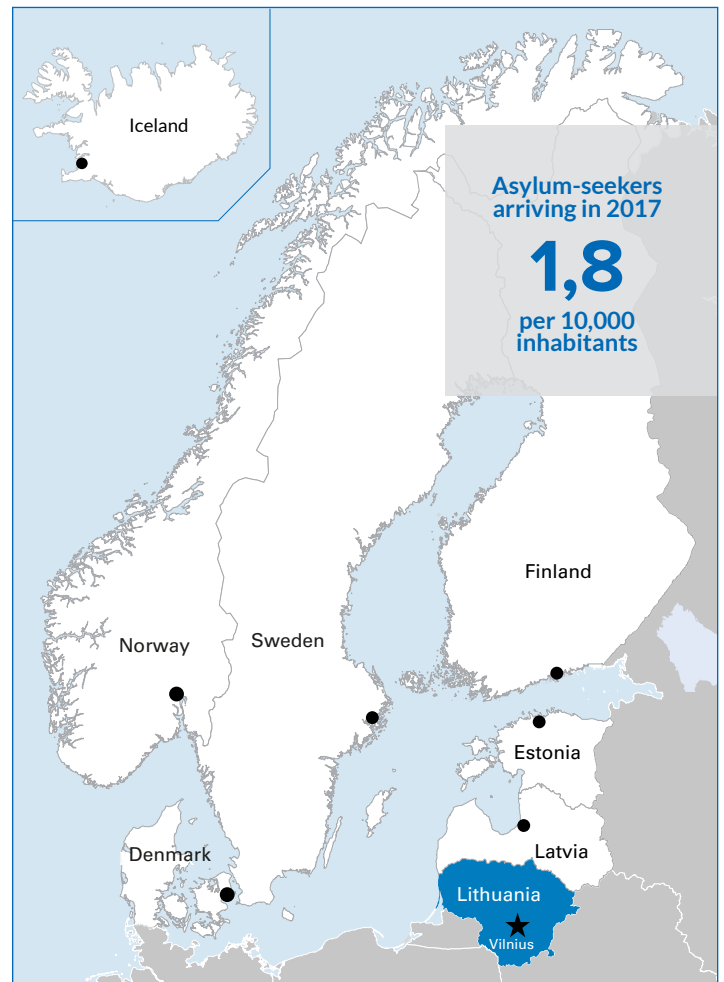 Iceland
Asylum-seekers
arriving in 2017
1,8
per 10,000
inhabitants
Finland
Norway
Sweden
Estonia
Denmark
Latvia
Lithuania
Vilnius